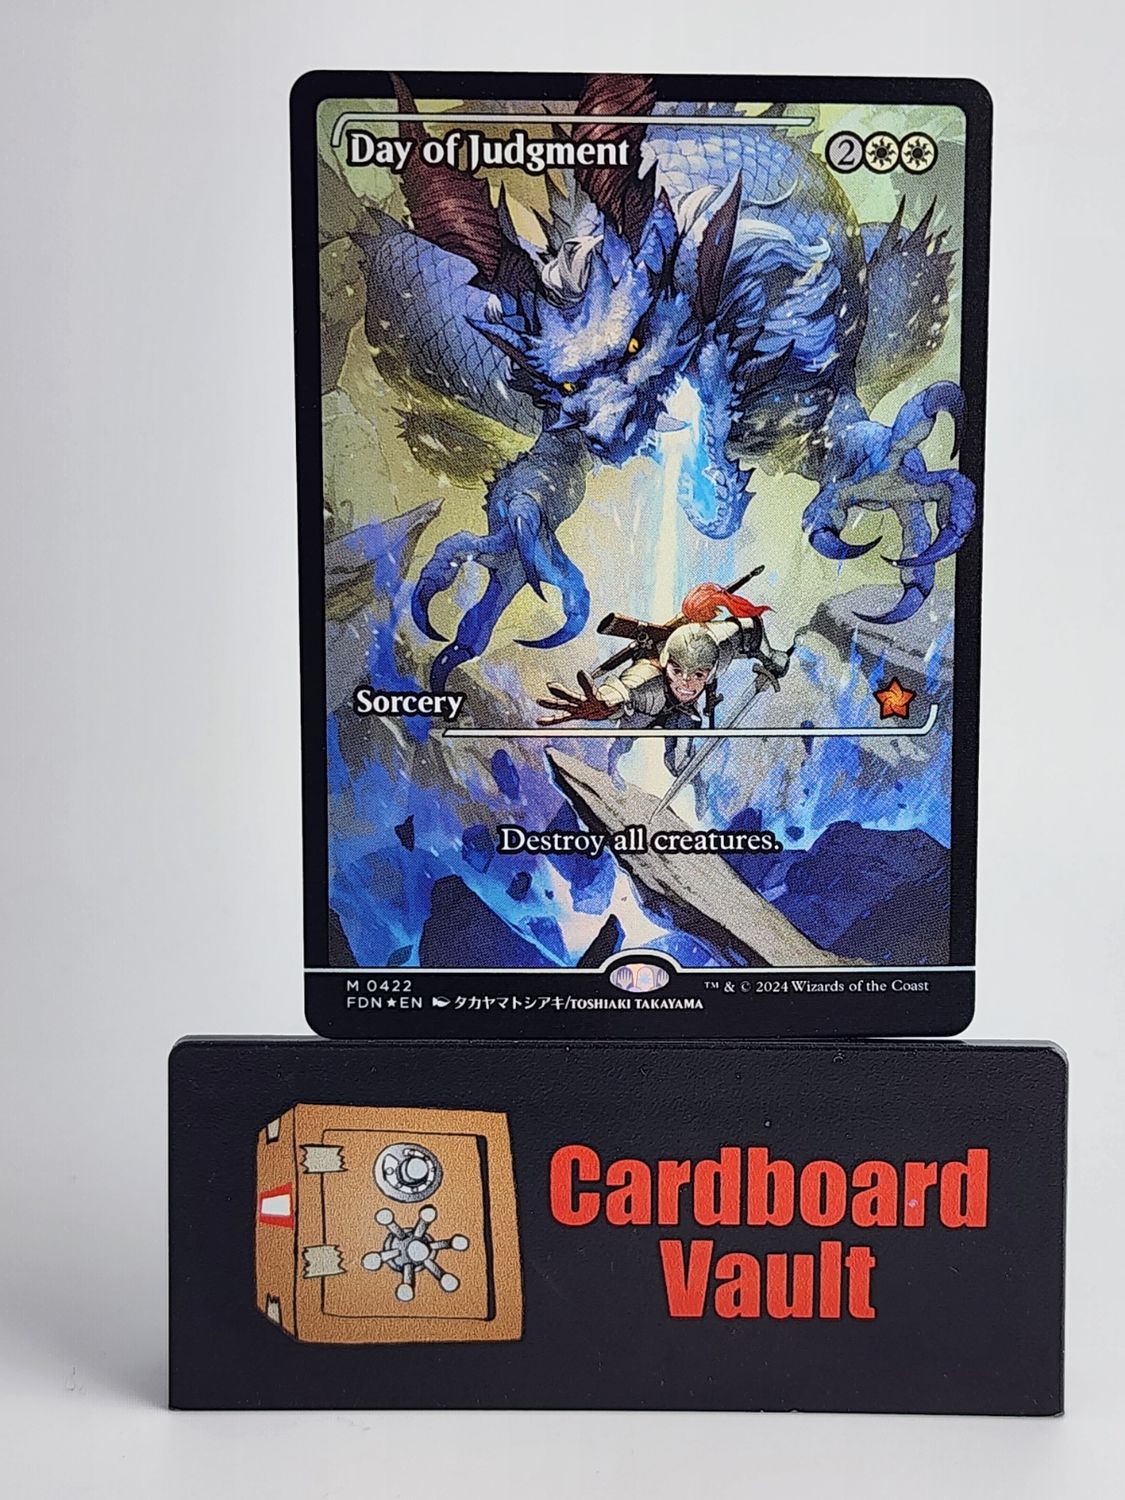 Day of Judgment 2
Sorcery
Destroy all creatures.
M 0422
FDN★EN タカヤマトシアキ/TOSHIAKI TAKAYAMA
™ & © 2024 Wizards of the Coast
Cardboard
Vault